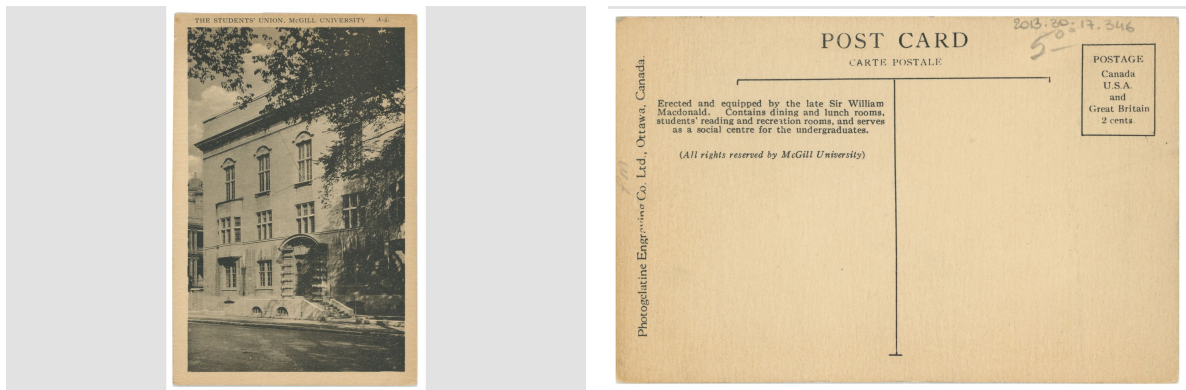 THE STUDENTS' UNION, McGILL UNIVERSITY A-4.
2013.30.17.346
50
POST CARD
CARTE POSTALE
POSTAGE
Canada
U.S.A.
and
Great Britain
2 cents
Erected and equipped by the late Sir William
Macdonald. Contains dining and lunch rooms,
students' reading and recreation rooms, and serves
as a social centre for the undergraduates.
(All rights reserved by McGill University)
Photogelatine Engraving Co. Ltd., Ottawa, Canada.